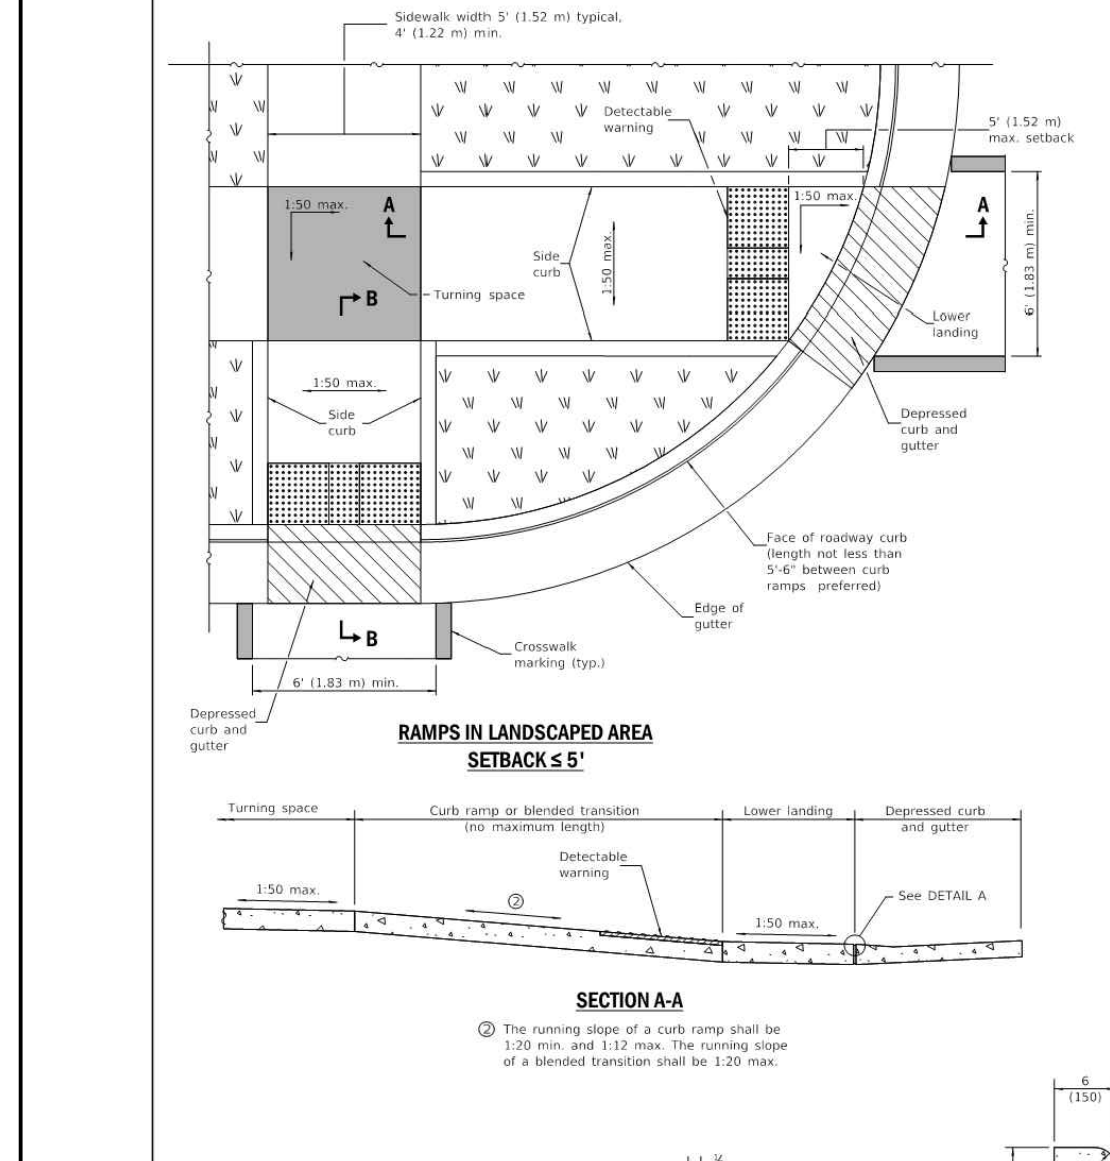 Sidewalk width 5' (1.52 m) typical,
4' (1.22 m) min.
Detectable
warning
5' (1.52 m)
max. setback
1:50 max.
A
1:50 max.
A
Side
curb
1:50 max.
6' (1.83 m) min.
B
Turning space
Lower
landing
1:50 max.
Side
curb
Depressed
curb and
gutter
Face of roadway curb
(length not less than
5'-6" between curb
ramps preferred)
Edge of
gutter
B
Crosswalk
marking (typ.)
6' (1.83 m) min.
Depressed
curb and
gutter
RAMPS IN LANDSCAPED AREA
SETBACK ≤ 5'
Turning space
Curb ramp or blended transition
(no maximum length)
Lower landing
Depressed curb
and gutter
Detectable
warning
1:50 max.
2
See DETAIL A
1:50 max.
SECTION A-A
② The running slope of a curb ramp shall be
1:20 min. and 1:12 max. The running slope
of a blended transition shall be 1:20 max.
6
(150)